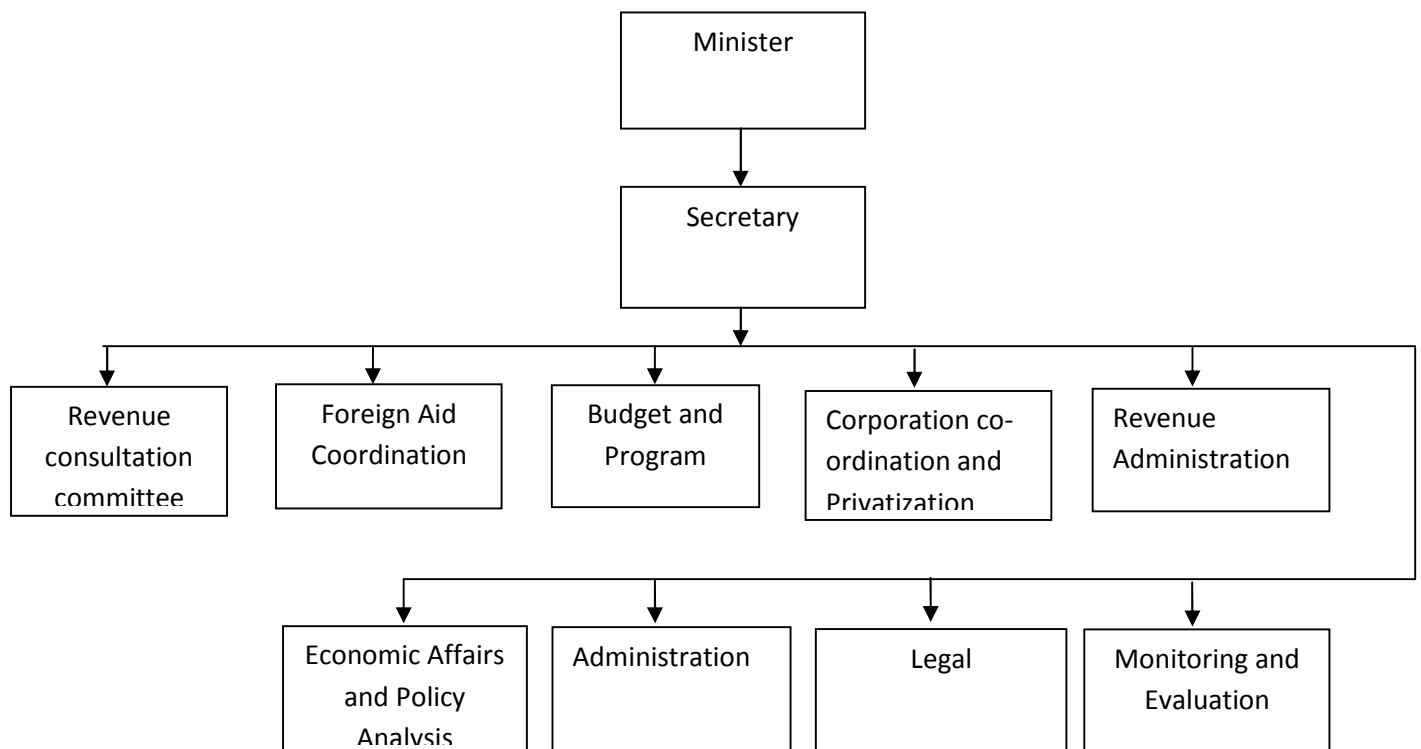 Minister
Secretary
Revenue
consultation
committee
Foreign Aid
Coordination
Budget and
Program
Corporation co-
ordination and
Privatization
Revenue
Administration
Economic Affairs
and Policy
Analysis
Administration
Legal
Monitoring and
Evaluation